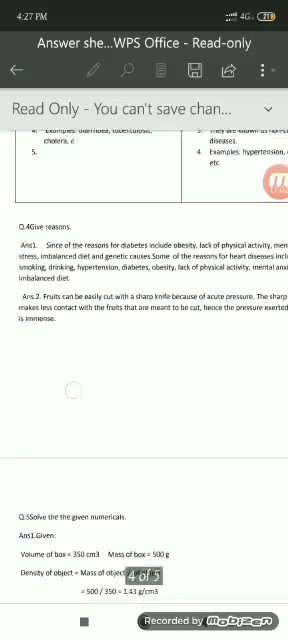 4:27 PM
4G
21
Answer she...WPS Office - Read-only
Read Only - You can't save chan...
4. Examples: diarrhoea, tuberculosis,
cholera, e
5.
diseases.
4 Examples: hypertension,
etc
Q.4Give reasons.
Ans1. Since of the reasons for diabetes include obesity, lack of physical activity, men
stress, imbalanced diet and genetic causes.Some of the reasons for heart diseases incl
smoking, drinking, hypertension, diabetes, obesity, lack of physical activity, mental anxi
imbalanced diet.
Ans.2. Fruits can be easily cut with a sharp knife because of acute pressure. The sharp
makes less contact with the fruits that are meant to be cut, hence the pressure exerted
is immense.
Q.5Solve the the given numericals.
Ans1.Given:
Volume of box = 350 cm3 Mass of box = 500 g
Density of object = Mass of object
4 of 5
= 500 / 350 = 1.43 g/cm3
Recorded by mobizen